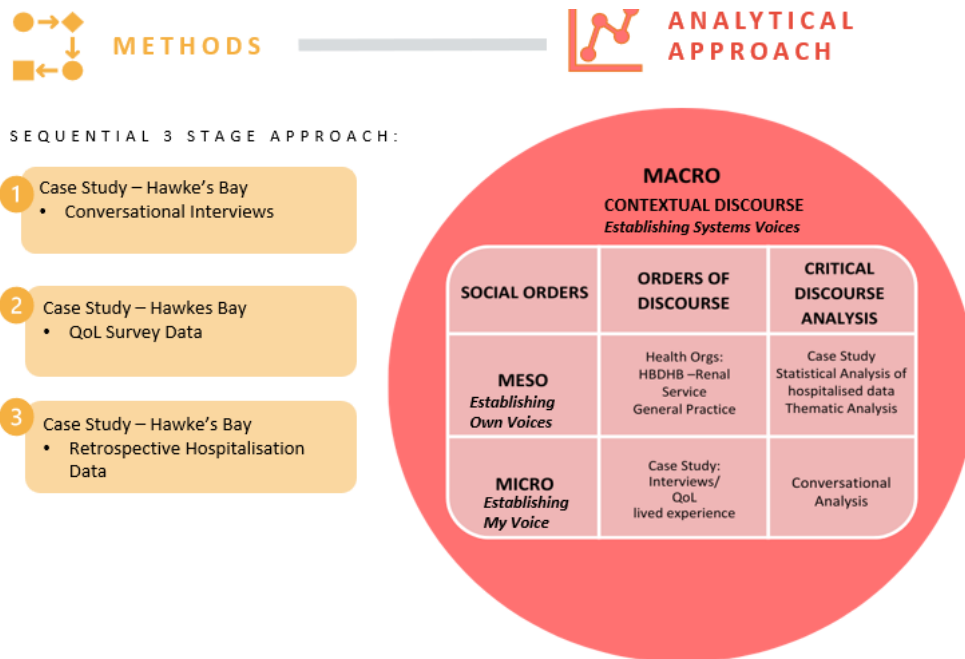 METHODS
ANALYTICAL
APPROACH
SEQUENTIAL 3 STAGE APPROACH:
1
Case Study – Hawke's Bay
• Conversational Interviews
2
Case Study – Hawkes Bay
• QoL Survey Data
3
Case Study – Hawke's Bay
• Retrospective Hospitalisation
Data
MACRO
CONTEXTUAL DISCOURSE
Establishing Systems Voices
SOCIAL ORDERS
ORDERS OF
DISCOURSE
CRITICAL
DISCOURSE
ANALYSIS
MESO
Establishing
Own Voices
Health Orgs:
HBDHB –Renal
Service
General Practice
Case Study
Statistical Analysis of
hospitalised data
Thematic Analysis
MICRO
Establishing
My Voice
Case Study:
Interviews/
QoL
lived experience
Conversational
Analysis